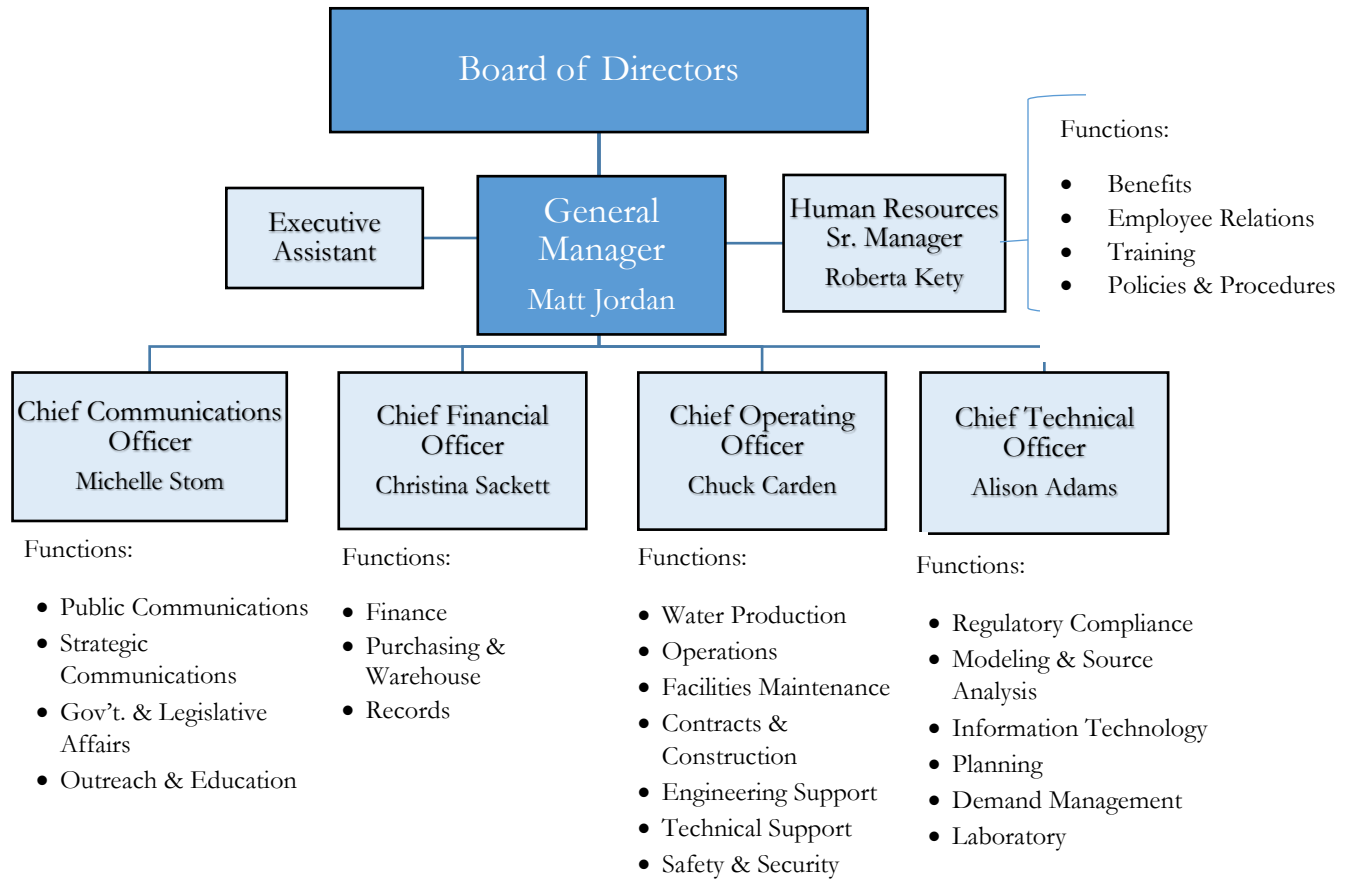 Board of Directors
Executive
Assistant
General
Manager
Matt Jordan
Human Resources
Sr. Manager
Roberta Kety
Functions:
• Benefits
• Employee Relations
• Training
• Policies & Procedures
Chief Communications
Officer
Michelle Stom
Chief Financial
Officer
Christina Sackett
Chief Operating
Officer
Chuck Carden
Chief Technical
Officer
Alison Adams
Functions:
• Public Communications
• Strategic
Communications
• Gov’t. & Legislative
Affairs
• Outreach & Education
Functions:
• Finance
• Purchasing &
Warehouse
• Records
Functions:
• Water Production
• Operations
• Facilities Maintenance
• Contracts &
Construction
• Engineering Support
• Technical Support
• Safety & Security
Functions:
• Regulatory Compliance
• Modeling & Source
Analysis
• Information Technology
• Planning
• Demand Management
• Laboratory